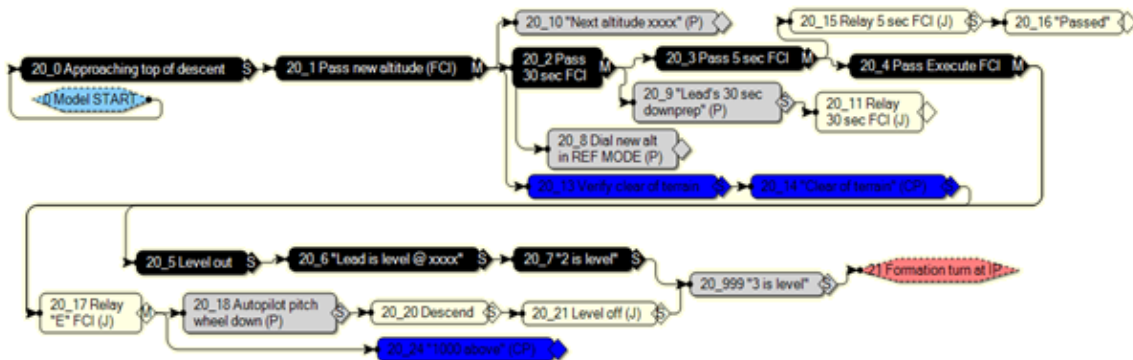 20_10 "Next altitude xxxx" (P)
20_15 Relay 5 sec FCI (J)
S
20_16 "Passed"
20_0 Approaching top of descent
S
20_1 Pass new altitude (FCI)
M
20_2 Pass
30 sec FCI
M
20_3 Pass 5 sec FCI
M
20_4 Pass Execute FCI
M
0 Model START
20_9 "Lead's 30 sec
downprep" (P)
S
20_11 Relay
30 sec FCI (J)
20_8 Dial new alt
in REF MODE (P)
20_13 Verify clear of terrain
S
20_14 "Clear of terrain" (CP)
S
20_5 Level out
S
20_6 "Lead is level @ xxxx"
S
20_7 "2 is level"
S
20_999 "3 is level"
S
21 Formation turn at IP
20_17 Relay
"E" FCI (J)
M
20_18 Autopilot pitch
wheel down (P)
S
20_20 Descend
S
20_21 Level off (J)
S
20_24 "1000 above" (CP)